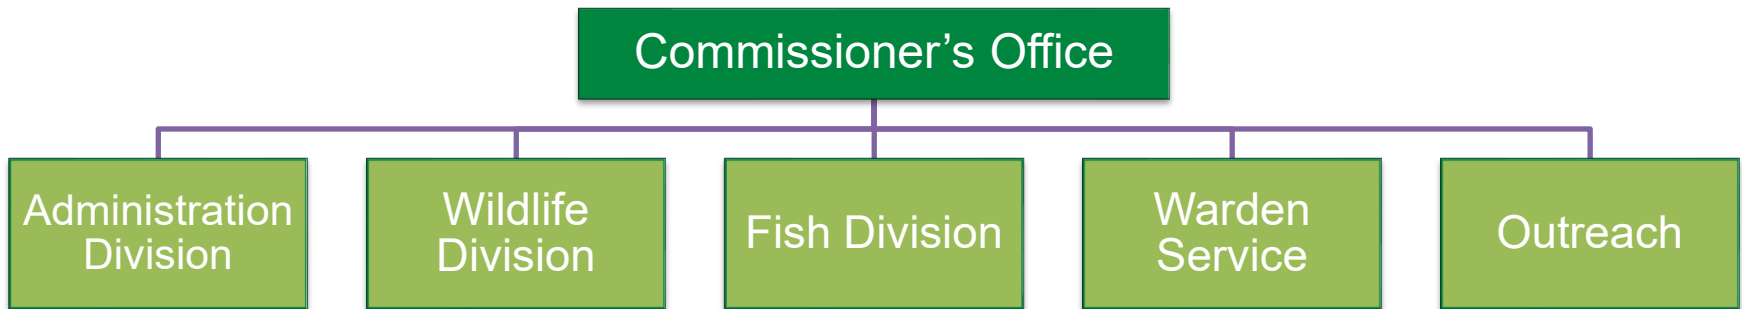 Commissioner’s Office
Administration
Division
Wildlife
Division
Fish Division
Warden
Service
Outreach